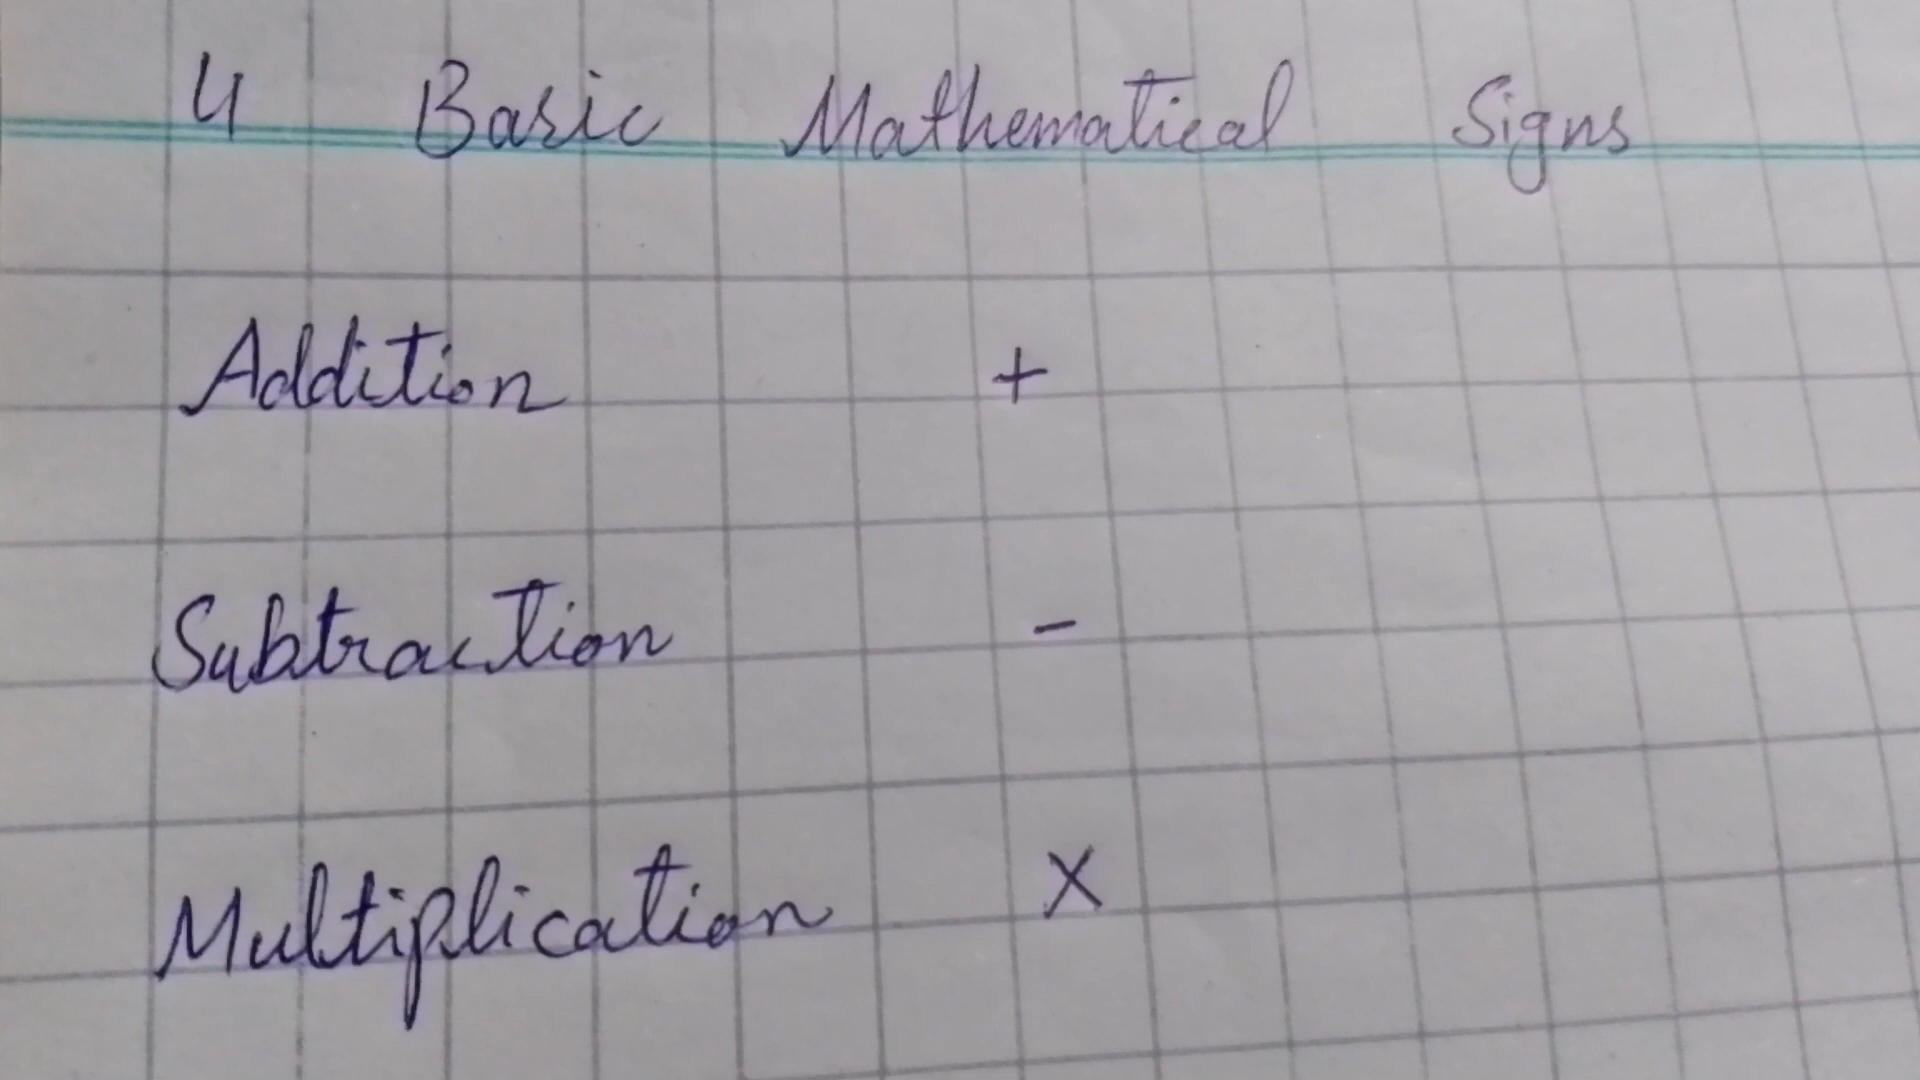 4 Basic Mathematical Signs
Addition +
Subtraction -
Multiplication ×